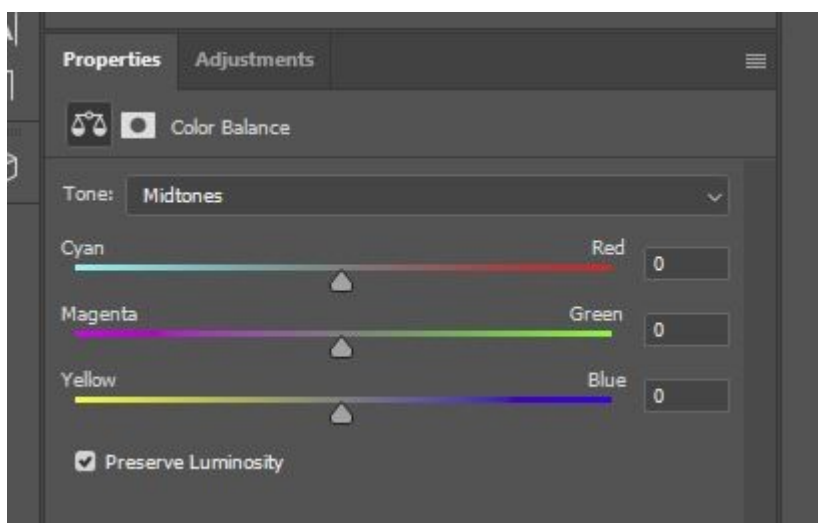 Properties Adjustments
Color Balance
Tone: Midtones
Cyan Red 0
Magenta Green 0
Yellow Blue 0
Preserve Luminosity